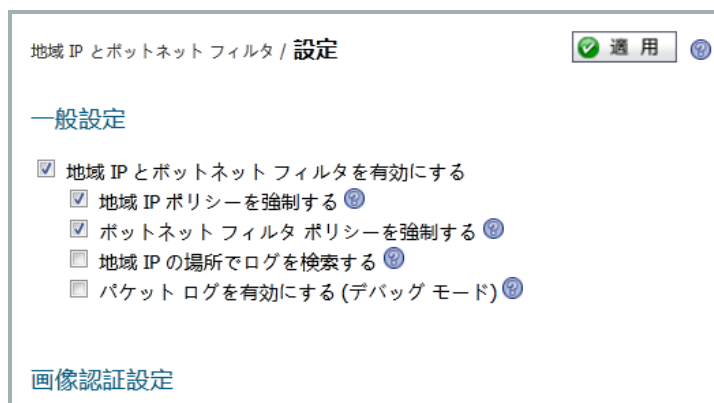 地域 IP とボットネット フィルタ / 設定
適 用
一般設定
地域 IP とボットネット フィルタを有効にする
地域 IP ポリシーを強制する
ボットネット フィルタ ポリシーを強制する
地域 IP の場所でログを検索する
パケット ログを有効にする (デバッグ モード)
画像認証設定